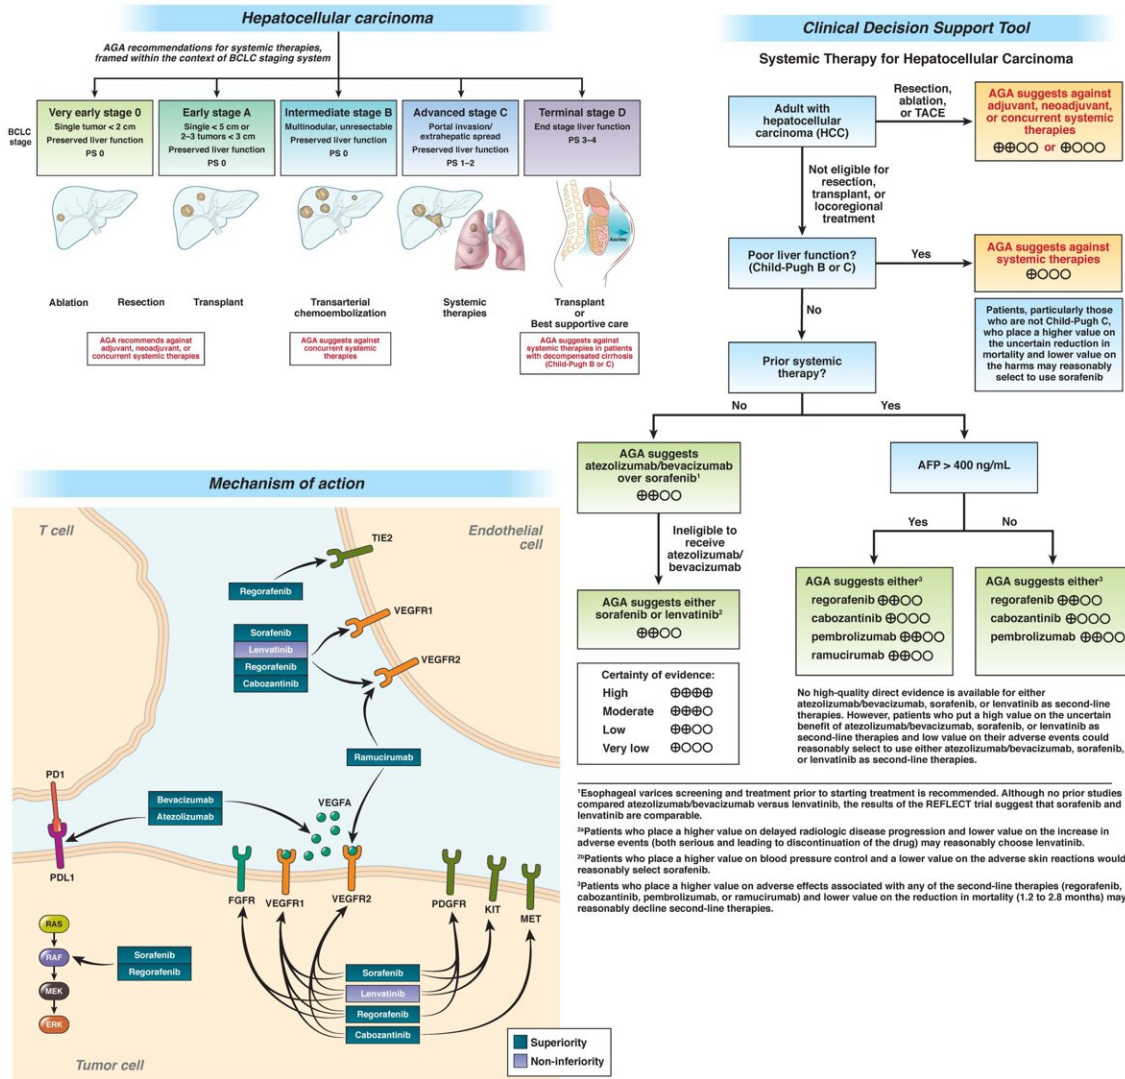 Hepatocellular carcinoma
AGA recommendations for systemic therapies,
framed within the context of BCLC staging system
BCLC
stage
Very early stage 0
Single tumor < 2 cm
Preserved liver function
PS 0
Early stage A
Single < 5 cm or
2–3 tumors < 3 cm
Preserved liver function
PS 0
Intermediate stage B
Multinodular, unresectable
Preserved liver function
PS 0
Advanced stage C
Portal invasion/
extrahepatic spread
Preserved liver function
PS 1–2
Terminal stage D
End stage liver function
PS 3–4
Ascites
Ablation
Resection
Transplant
Transarterial
chemoembolization
Systemic
therapies
Transplant
or
Best supportive care
AGA recommends against
adjuvant, neoadjuvant, or
concurrent systemic therapies
AGA suggests against
concurrent systemic
therapies
AGA suggests against
systemic therapies in patients
with decompensated cirrhosis
(Child-Pugh B or C)
Clinical Decision Support Tool
Systemic Therapy for Hepatocellular Carcinoma
Adult with
hepatocellular
carcinoma (HCC)
Resection,
ablation,
or TACE
AGA suggests against
adjuvant, neoadjuvant,
or concurrent systemic
therapies
⊕⊕○○ or ⊕○○○
Not eligible for
resection,
transplant, or
locoregional
treatment
Poor liver function?
(Child-Pugh B or C)
Yes
AGA suggests against
systemic therapies
⊕○○○
Patients, particularly those
who are not Child-Pugh C,
who place a higher value on
the uncertain reduction in
mortality and lower value on
the harms may reasonably
select to use sorafenib
No
Prior systemic
therapy?
No
Yes
AGA suggests
atezolizumab/bevacizumab
over sorafenib¹
⊕⊕○○
Ineligible to
receive
atezolizumab/
bevacizumab
AGA suggests either
sorafenib or lenvatinib²
⊕⊕○○
AFP > 400 ng/mL
Yes
No
AGA suggests either³
regorafenib ⊕⊕○○
cabozantinib ⊕○○○
pembrolizumab ⊕⊕○○
ramucirumab ⊕⊕○○
AGA suggests either³
regorafenib ⊕⊕○○
cabozantinib ⊕○○○
pembrolizumab ⊕⊕○○
Certainty of evidence:
High ⊕⊕⊕⊕
Moderate ⊕⊕⊕○
Low ⊕⊕○○
Very low ⊕○○○
No high-quality direct evidence is available for either
atezolizumab/bevacizumab, sorafenib, or lenvatinib as second-line
therapies. However, patients who put a high value on the uncertain
benefit of atezolizumab/bevacizumab, sorafenib, or lenvatinib as
second-line therapies and low value on their adverse events could
reasonably select to use either atezolizumab/bevacizumab, sorafenib,
or lenvatinib as second-line therapies.
¹Esophageal varices screening and treatment prior to starting treatment is recommended. Although no prior studies
compared atezolizumab/bevacizumab versus lenvatinib, the results of the REFLECT trial suggest that sorafenib and
lenvatinib are comparable.
²ᵃPatients who place a higher value on delayed radiologic disease progression and lower value on the increase in
adverse events (both serious and leading to discontinuation of the drug) may reasonably choose lenvatinib.
²ᵇPatients who place a higher value on blood pressure control and a lower value on the adverse skin reactions would
reasonably select sorafenib.
³Patients who place a higher value on adverse effects associated with any of the second-line therapies (regorafenib,
cabozantinib, pembrolizumab, or ramucirumab) and lower value on the reduction in mortality (1.2 to 2.8 months) may
reasonably decline second-line therapies.
Mechanism of action
T cell
Endothelial
cell
TIE2
Regorafenib
VEGFR1
Sorafenib
Lenvatinib
Regorafenib
Cabozantinib
VEGFR2
Ramucirumab
PD1
Bevacizumab
Atezolizumab
VEGFA
PDL1
FGFR
VEGFR1
VEGFR2
PDGFR
KIT
MET
RAS
RAF
MEK
ERK
Sorafenib
Regorafenib
Sorafenib
Lenvatinib
Regorafenib
Cabozantinib
Tumor cell
Superiority
Non-inferiority